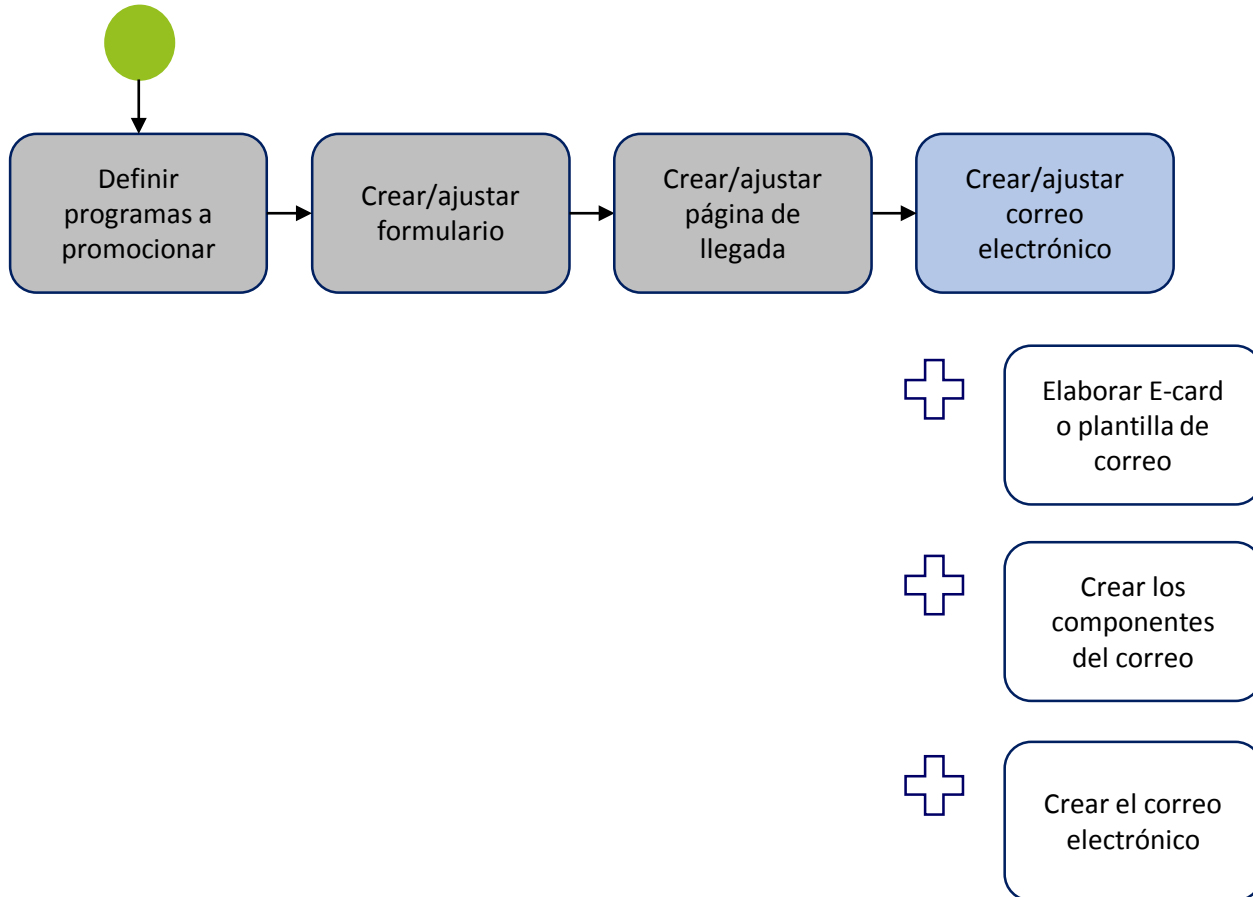 Definir
programas a
promocionar
Crear/ajustar
formulario
Crear/ajustar
página de
llegada
Crear/ajustar
correo
electrónico
Elaborar E-card
o plantilla de
correo
Crear los
componentes
del correo
Crear el correo
electrónico